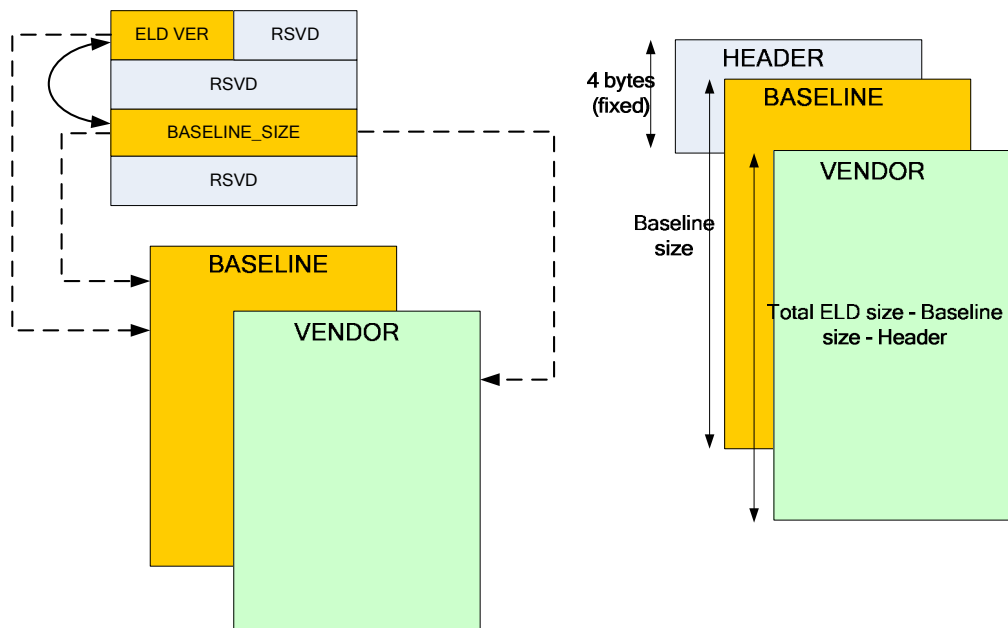 ELD VER
RSVD
RSVD
BASELINE_SIZE
RSVD
BASELINE
VENDOR
HEADER
4 bytes
(fixed)
BASELINE
VENDOR
Baseline
size
Total ELD size - Baseline
size - Header